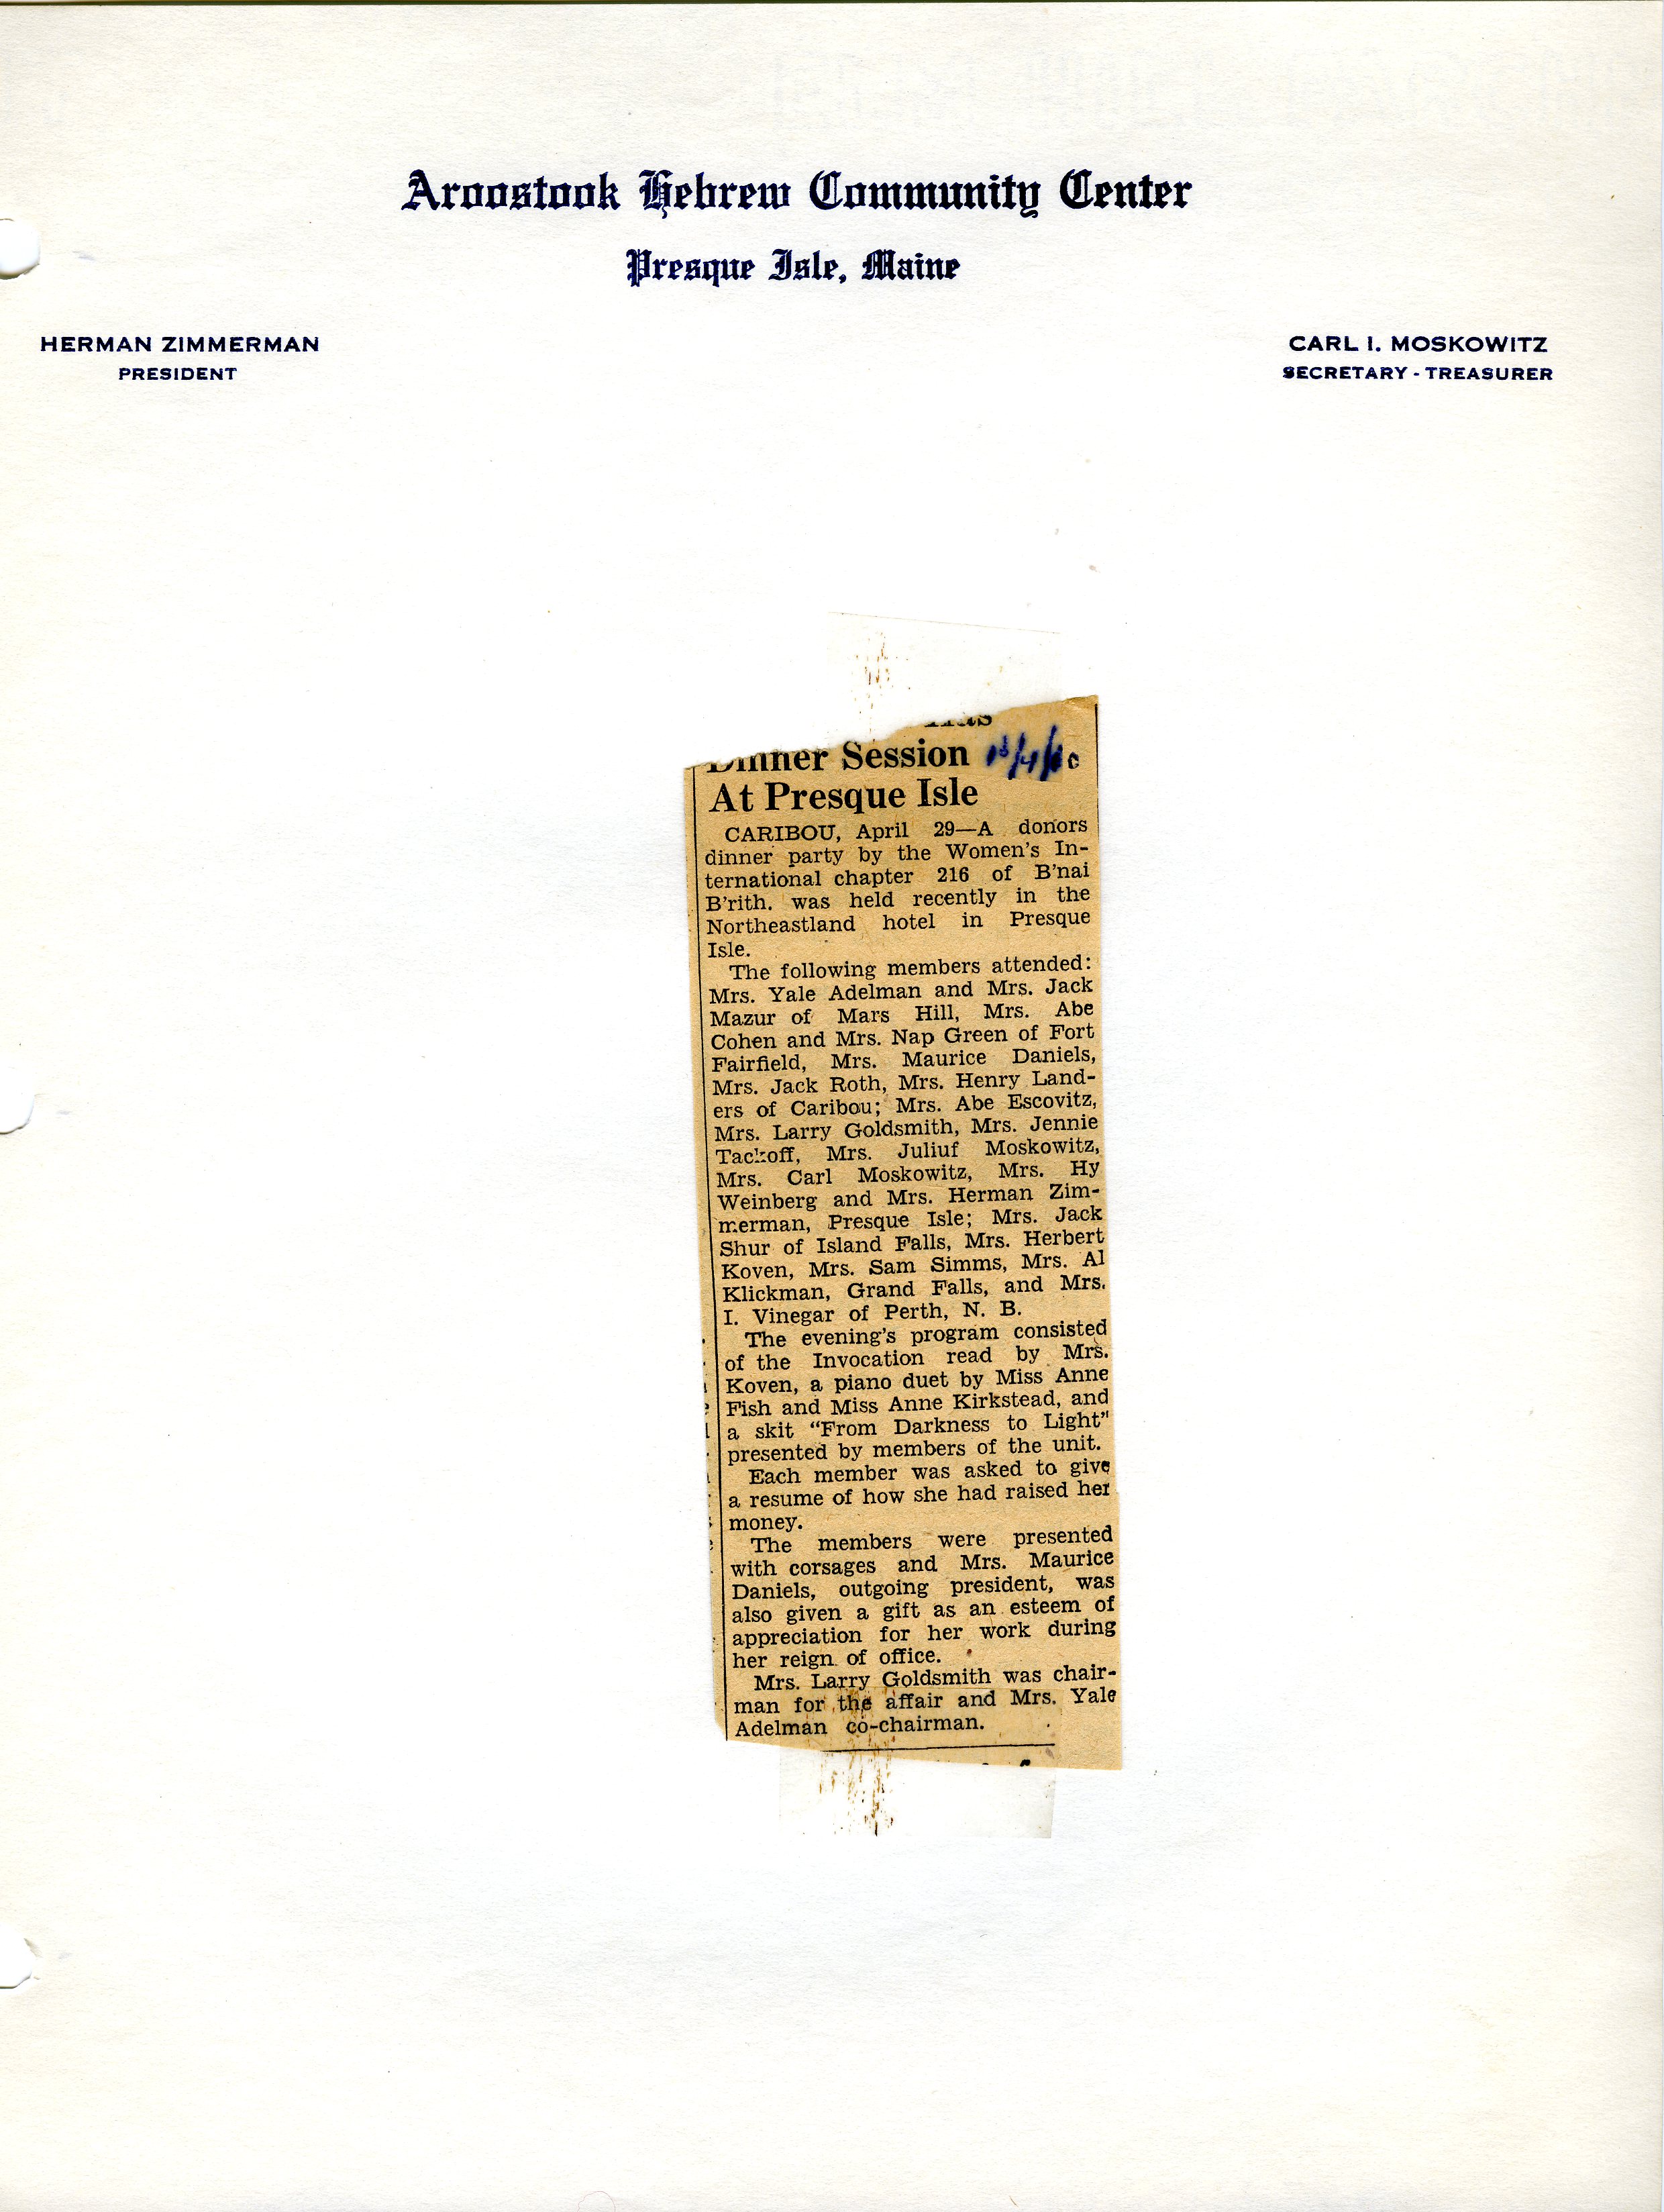 Aroostook Hebrew Community Center
Presque Isle, Maine
HERMAN ZIMMERMAN
PRESIDENT
CARL I. MOSKOWITZ
SECRETARY - TREASURER
Dinner Session
At Presque Isle
CARIBOU, April 29—A donors
dinner party by the Women's In-
ternational chapter 216 of B'nai
B'rith. was held recently in the
Northeastland hotel in Presque
Isle.
The following members attended:
Mrs. Yale Adelman and Mrs. Jack
Mazur of Mars Hill, Mrs. Abe
Cohen and Mrs. Nap Green of Fort
Fairfield, Mrs. Maurice Daniels,
Mrs. Jack Roth, Mrs. Henry Land-
ers of Caribou; Mrs. Abe Escovitz,
Mrs. Larry Goldsmith, Mrs. Jennie
Tackoff, Mrs. Juliuf Moskowitz,
Mrs. Carl Moskowitz, Mrs. Hy
Weinberg and Mrs. Herman Zim-
merman, Presque Isle; Mrs. Jack
Shur of Island Falls, Mrs. Herbert
Koven, Mrs. Sam Simms, Mrs. Al
Klickman, Grand Falls, and Mrs.
I. Vinegar of Perth, N. B.
The evening's program consisted
of the Invocation read by Mrs.
Koven, a piano duet by Miss Anne
Fish and Miss Anne Kirkstead, and
a skit "From Darkness to Light"
presented by members of the unit.
Each member was asked to give
a resume of how she had raised her
money.
The members were presented
with corsages and Mrs. Maurice
Daniels, outgoing president, was
also given a gift as an esteem of
appreciation for her work during
her reign of office.
Mrs. Larry Goldsmith was chair-
man for the affair and Mrs. Yale
Adelman co-chairman.